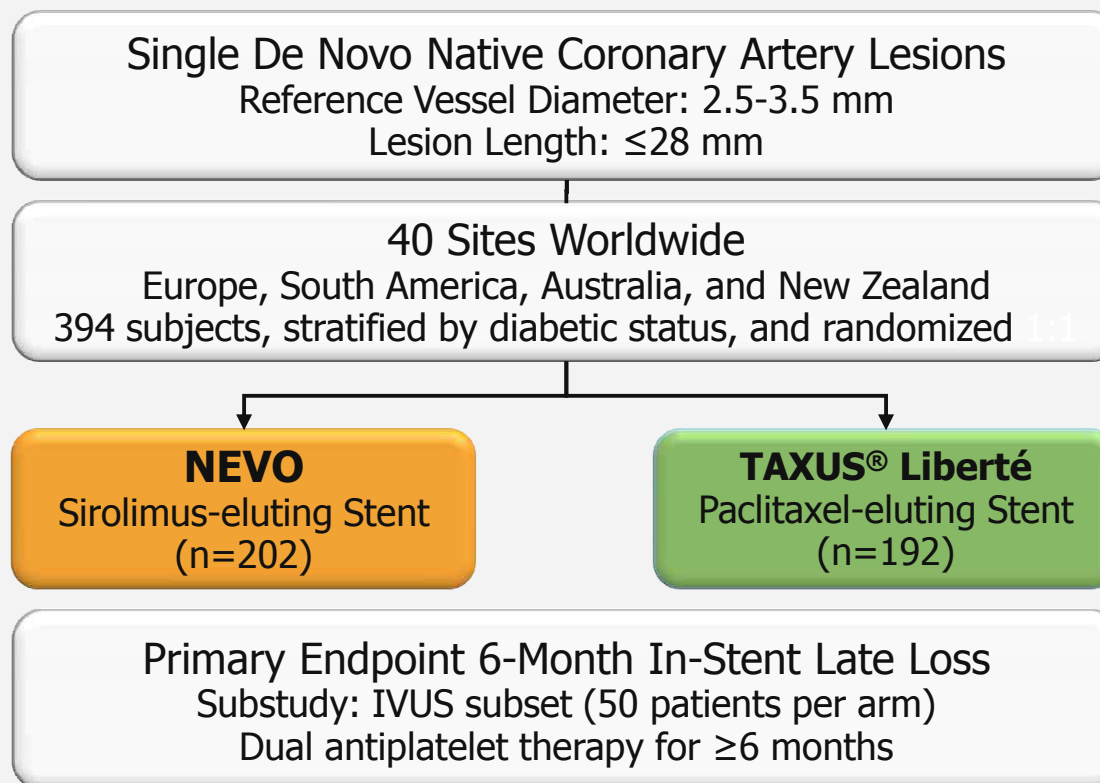 Single De Novo Native Coronary Artery Lesions
Reference Vessel Diameter: 2.5-3.5 mm
Lesion Length: ≤28 mm
40 Sites Worldwide
Europe, South America, Australia, and New Zealand
394 subjects, stratified by diabetic status, and randomized 1:1
NEVO
Sirolimus-eluting Stent
(n=202)
TAXUS® Liberté
Paclitaxel-eluting Stent
(n=192)
Primary Endpoint 6-Month In-Stent Late Loss
Substudy: IVUS subset (50 patients per arm)
Dual antiplatelet therapy for ≥6 months